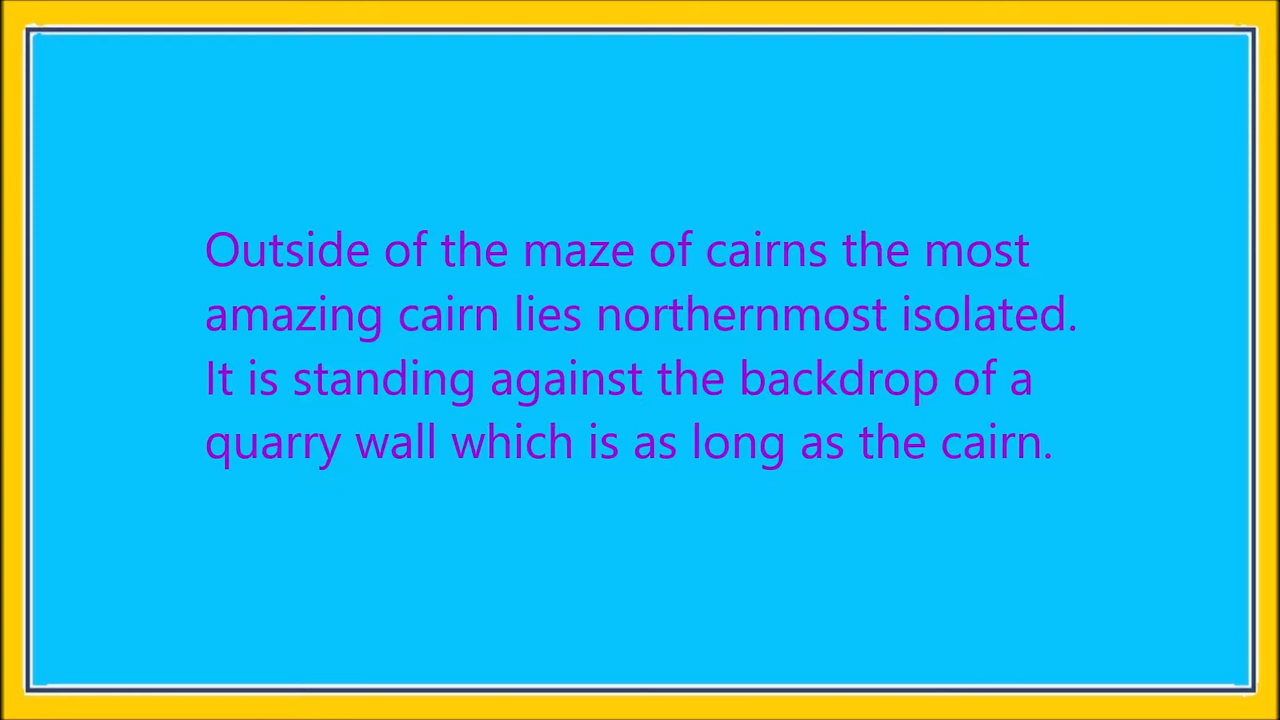 Outside of the maze of cairns the most
amazing cairn lies northernmost isolated.
It is standing against the backdrop of a
quarry wall which is as long as the cairn.